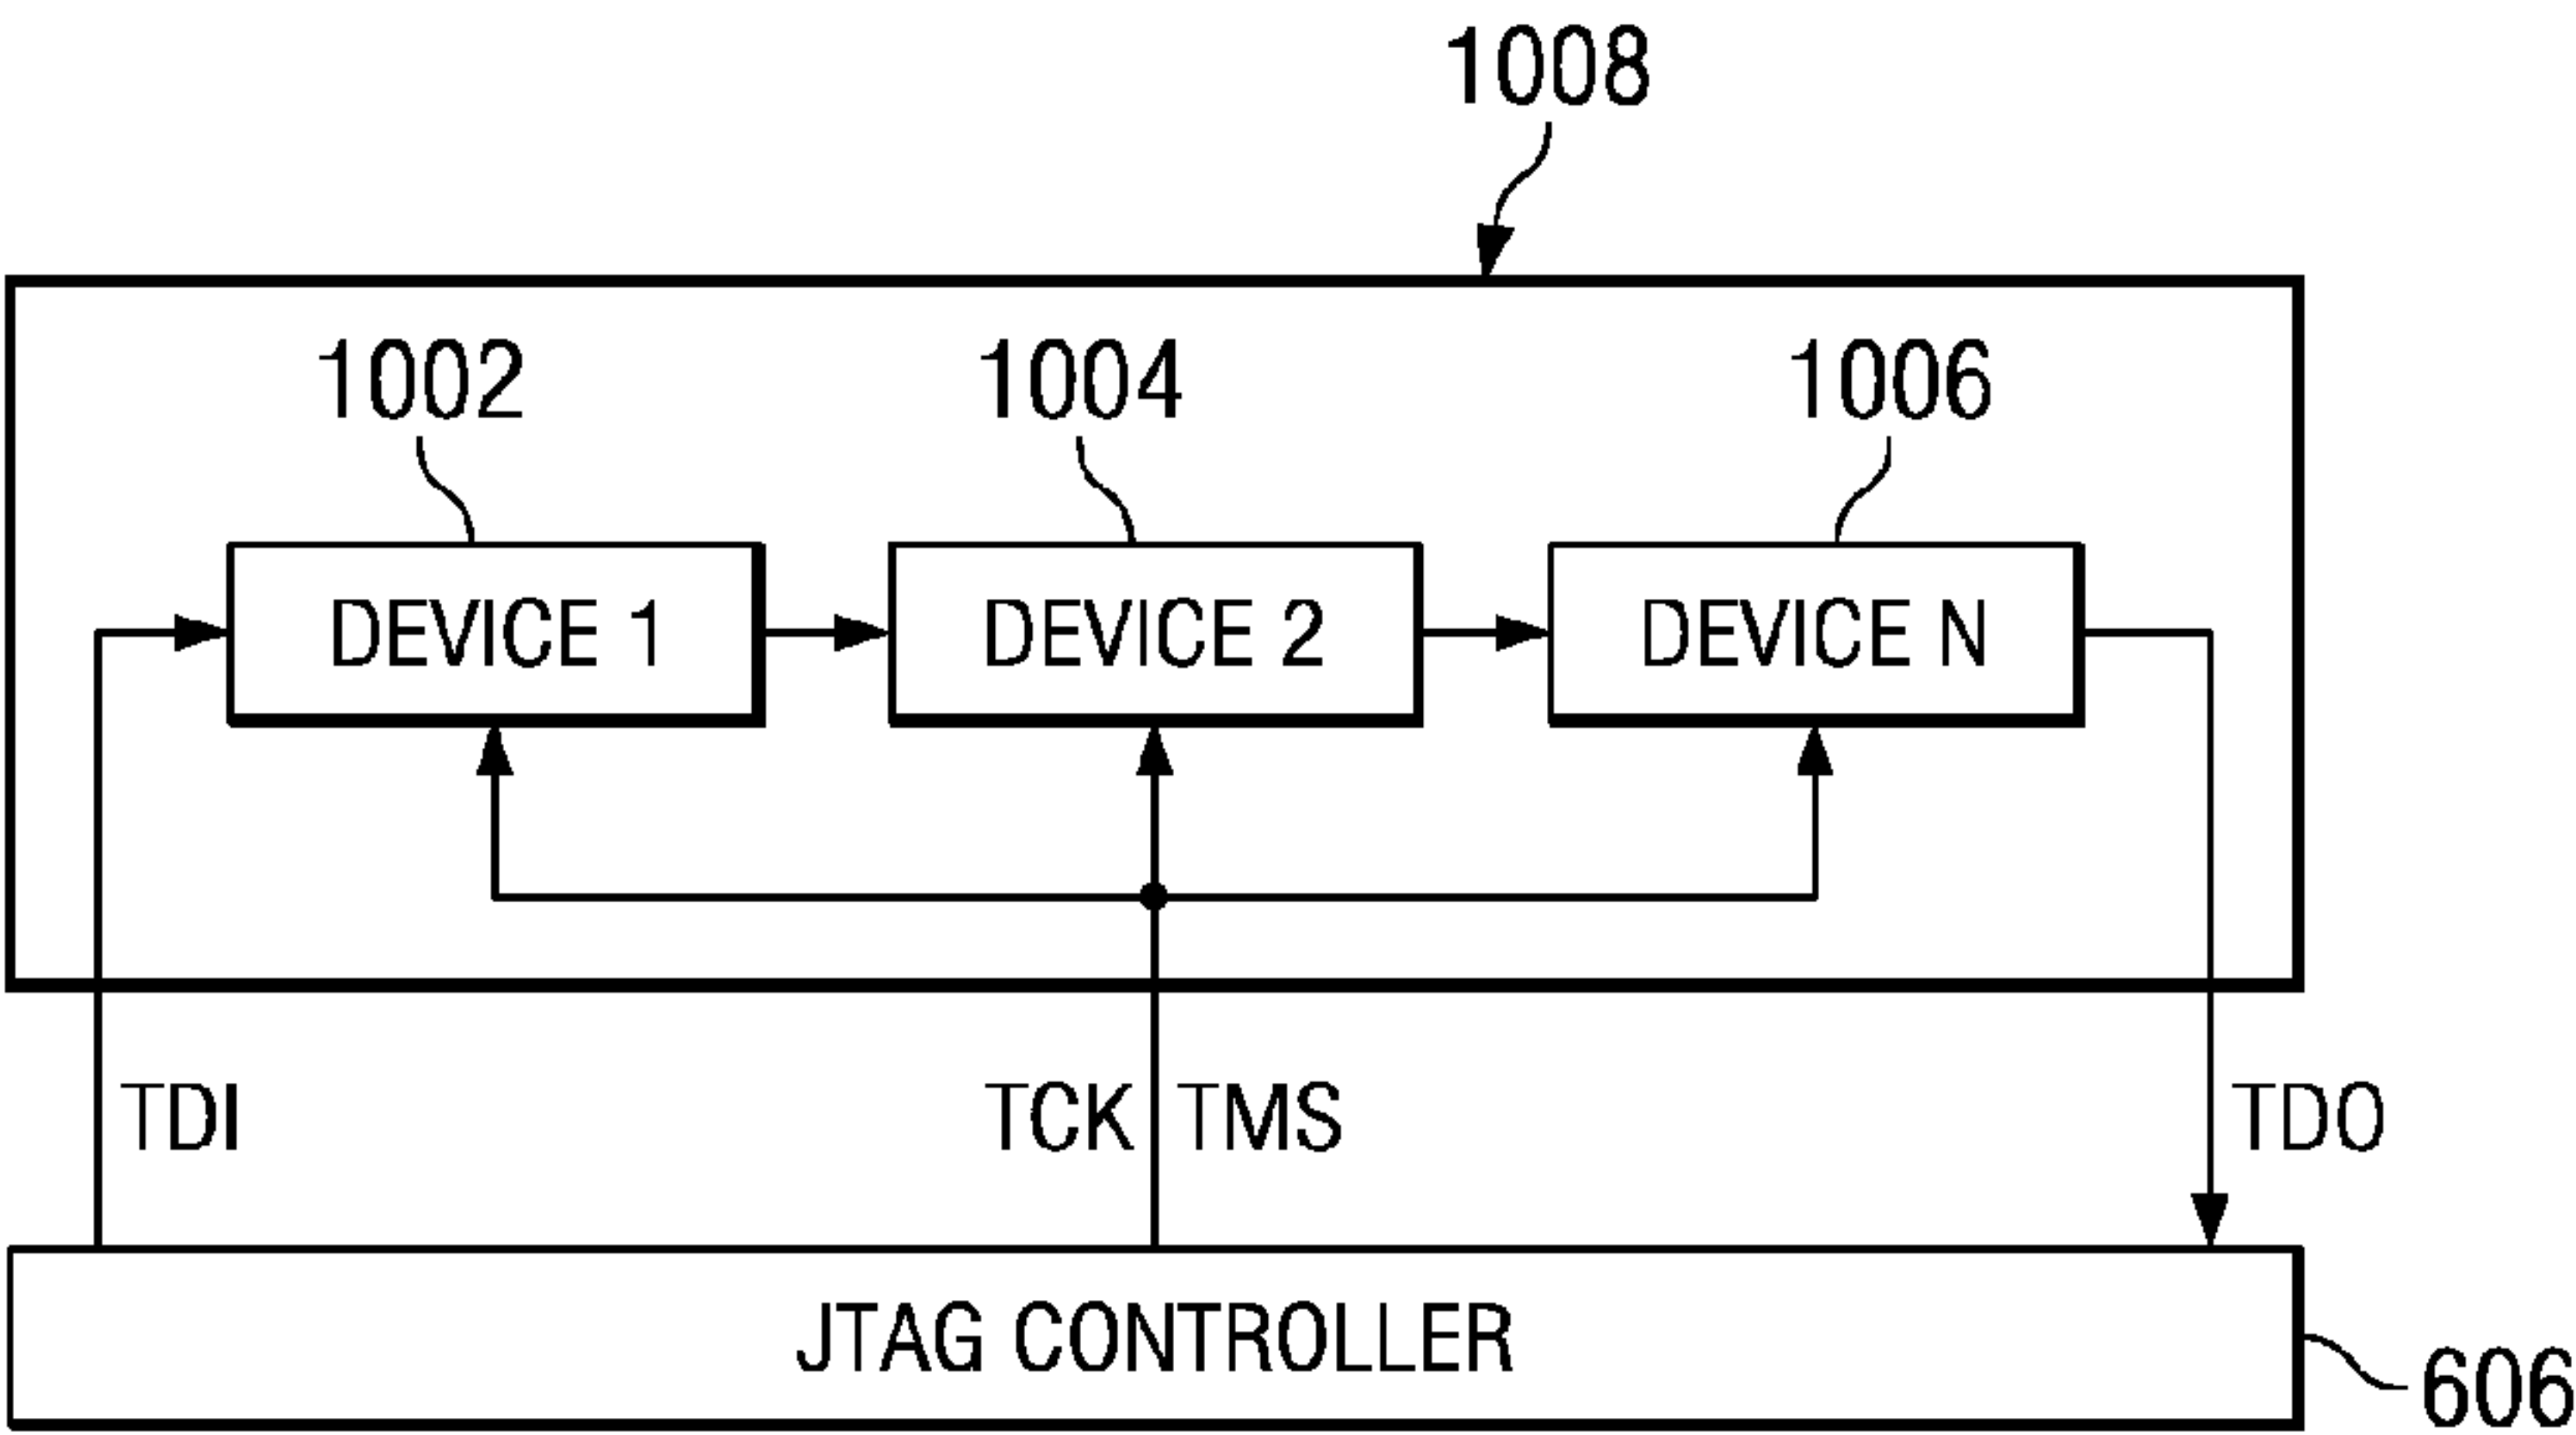 1008
1002 1004 1006
DEVICE 1 DEVICE 2 DEVICE N
TDI TCK TMS TDO
JTAG CONTROLLER
606